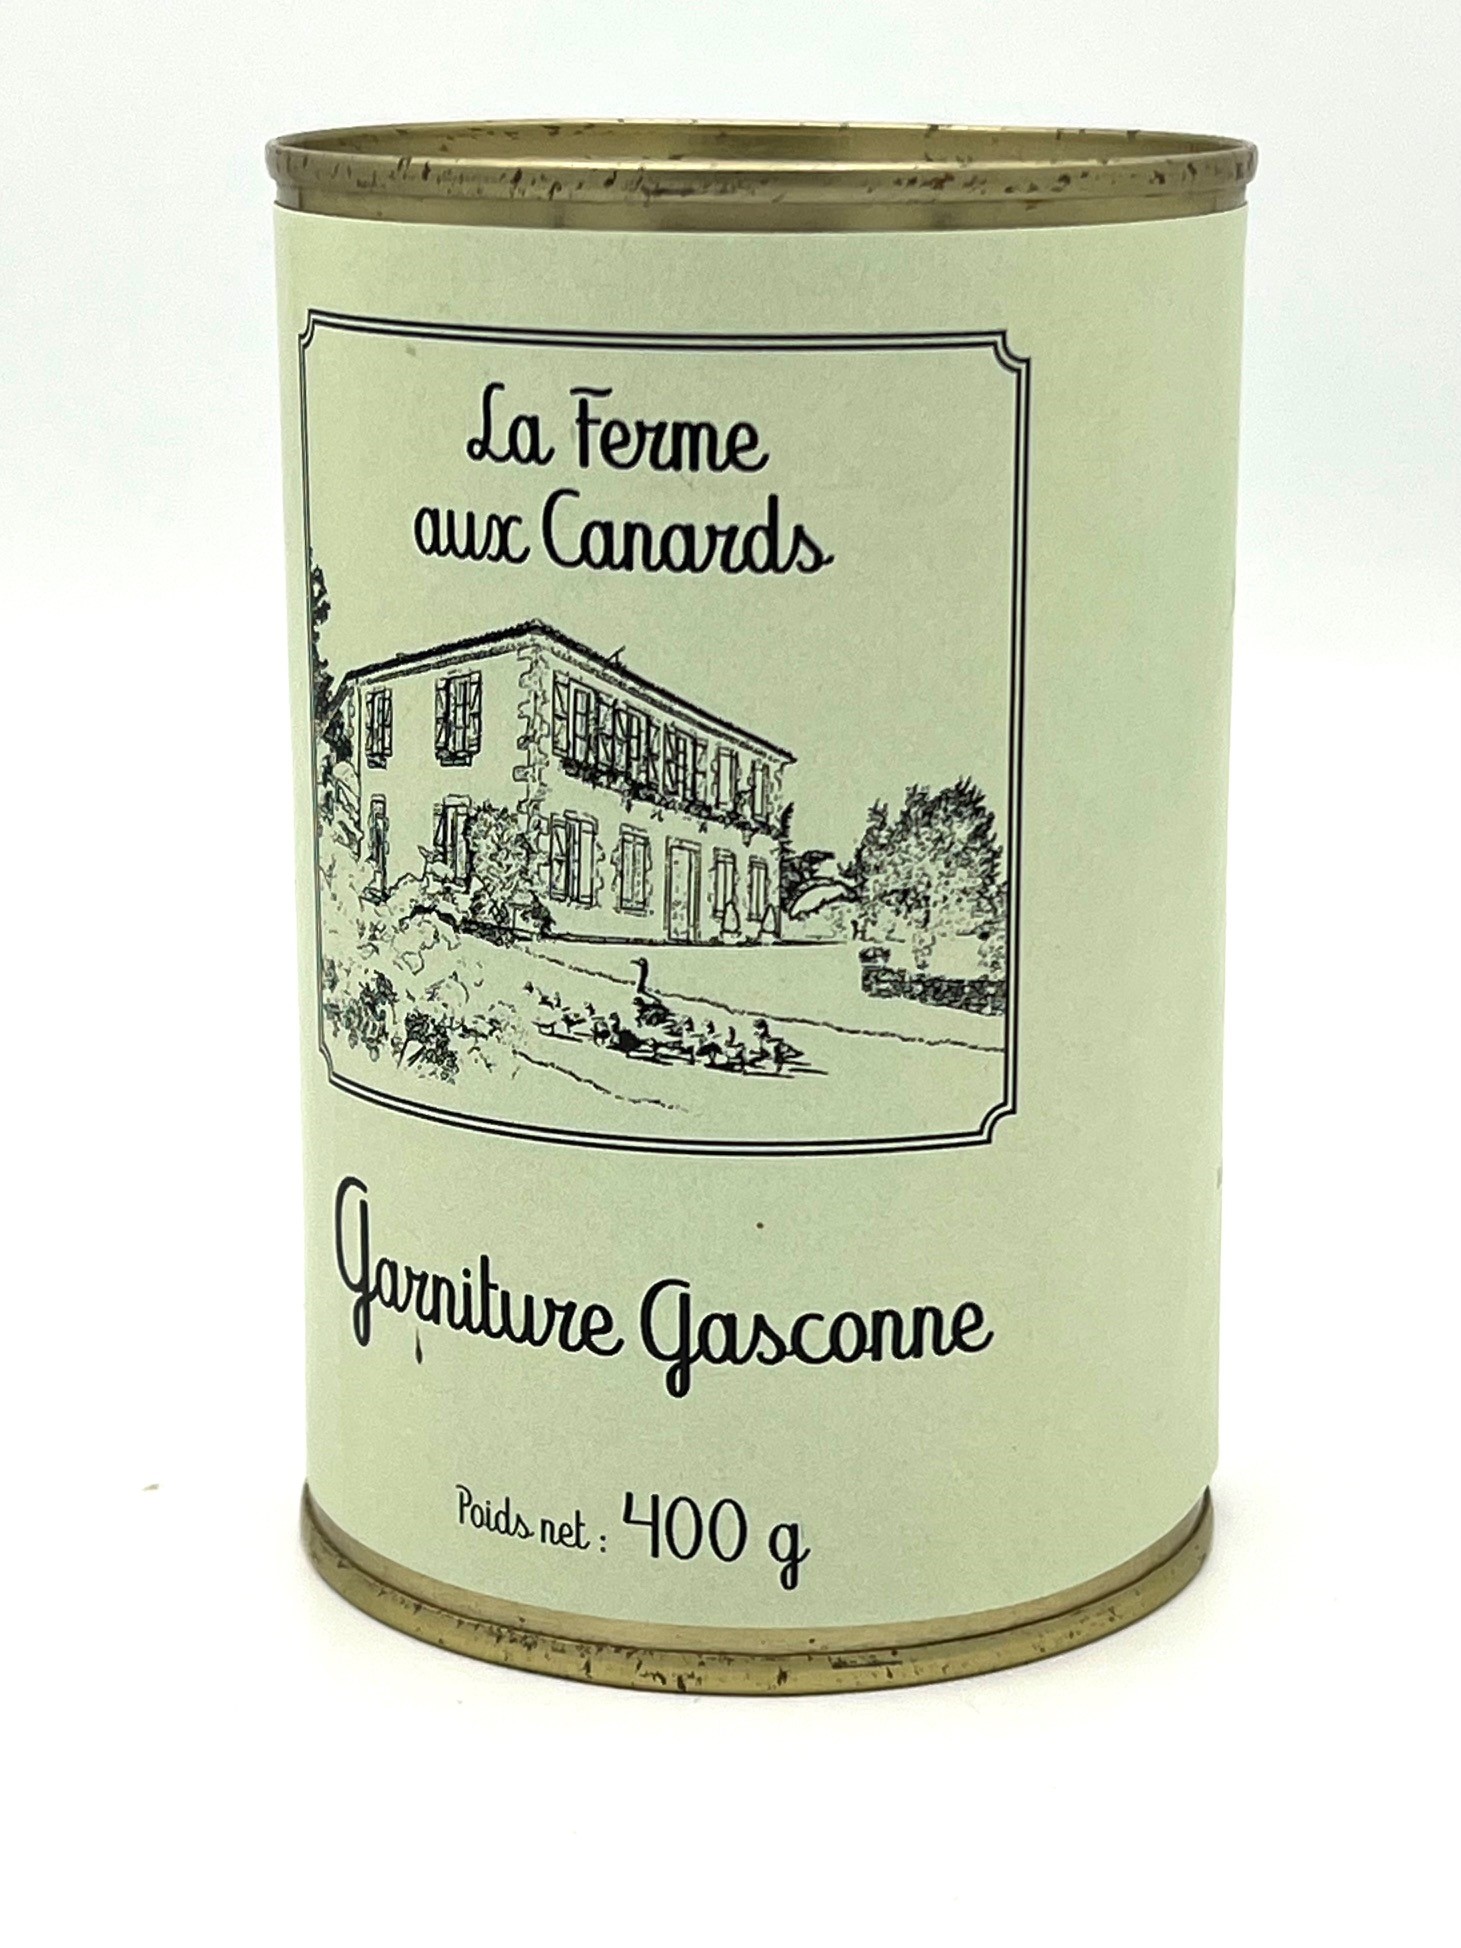 La Ferme
aux Canards
Garniture Gasconne
Poids net : 400 g